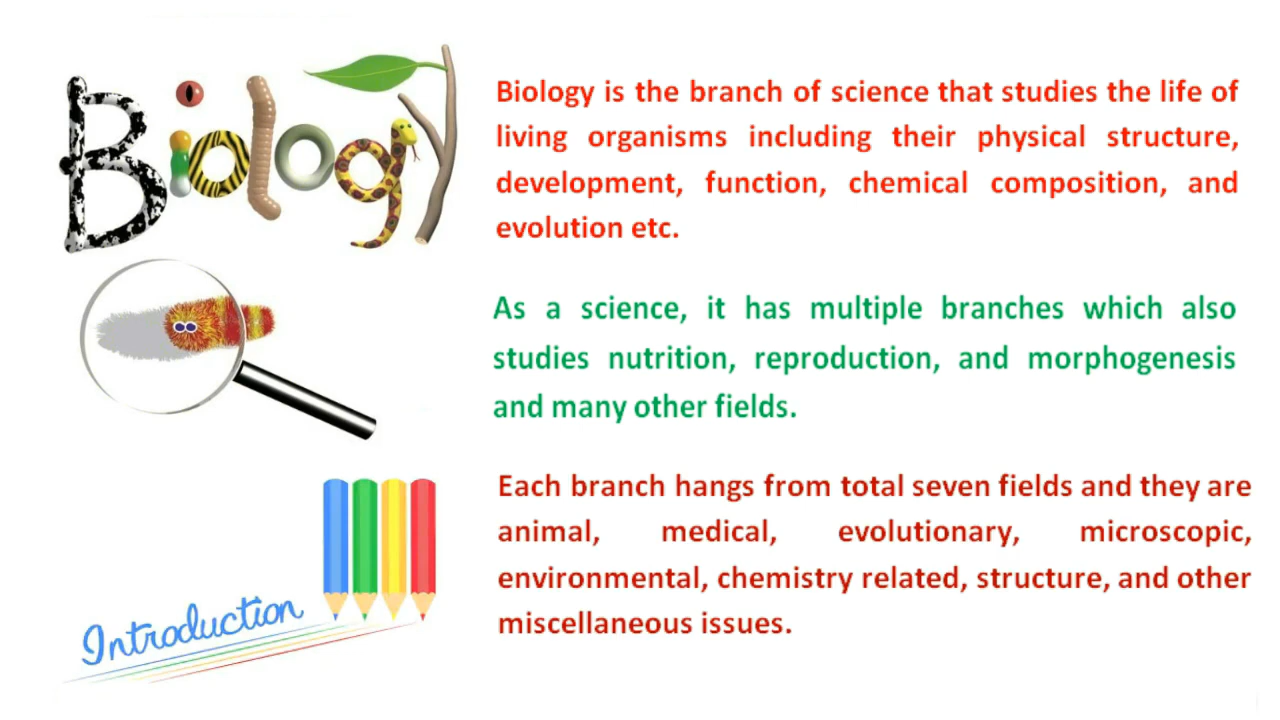 Biology
Biology is the branch of science that studies the life of
living organisms including their physical structure,
development, function, chemical composition, and
evolution etc.
As a science, it has multiple branches which also
studies nutrition, reproduction, and morphogenesis
and many other fields.
Each branch hangs from total seven fields and they are
animal, medical, evolutionary, microscopic,
environmental, chemistry related, structure, and other
miscellaneous issues.
Introduction